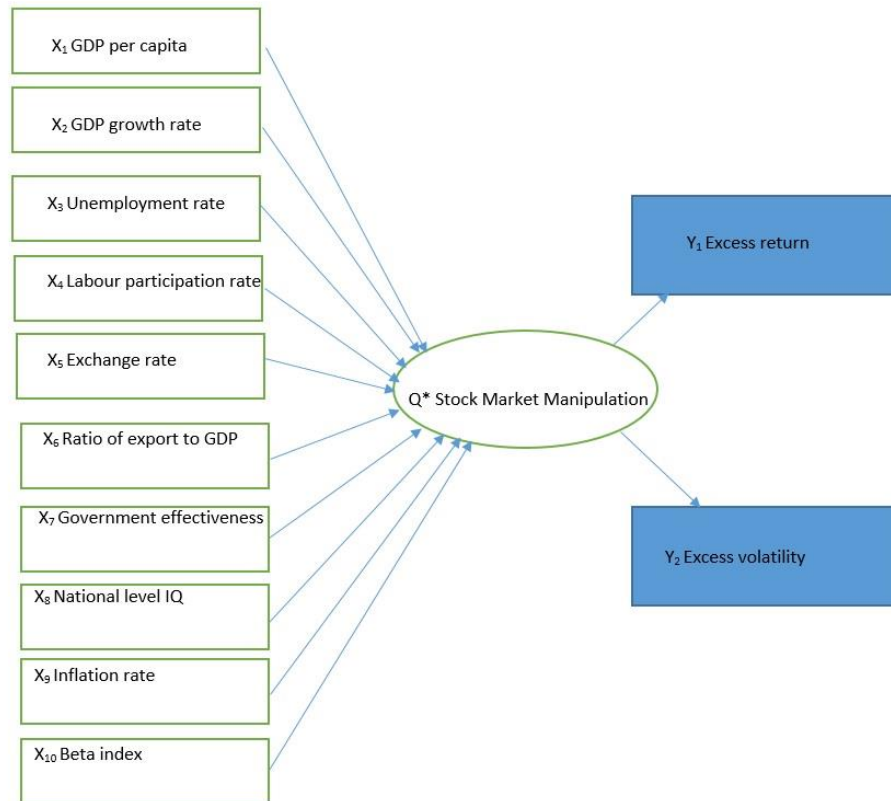 X₁ GDP per capita
X₂ GDP growth rate
X₃ Unemployment rate
X₄ Labour participation rate
X₅ Exchange rate
X₆ Ratio of export to GDP
X₇ Government effectiveness
X₈ National level IQ
X₉ Inflation rate
X₁₀ Beta index
Q* Stock Market Manipulation
Y₁ Excess return
Y₂ Excess volatility